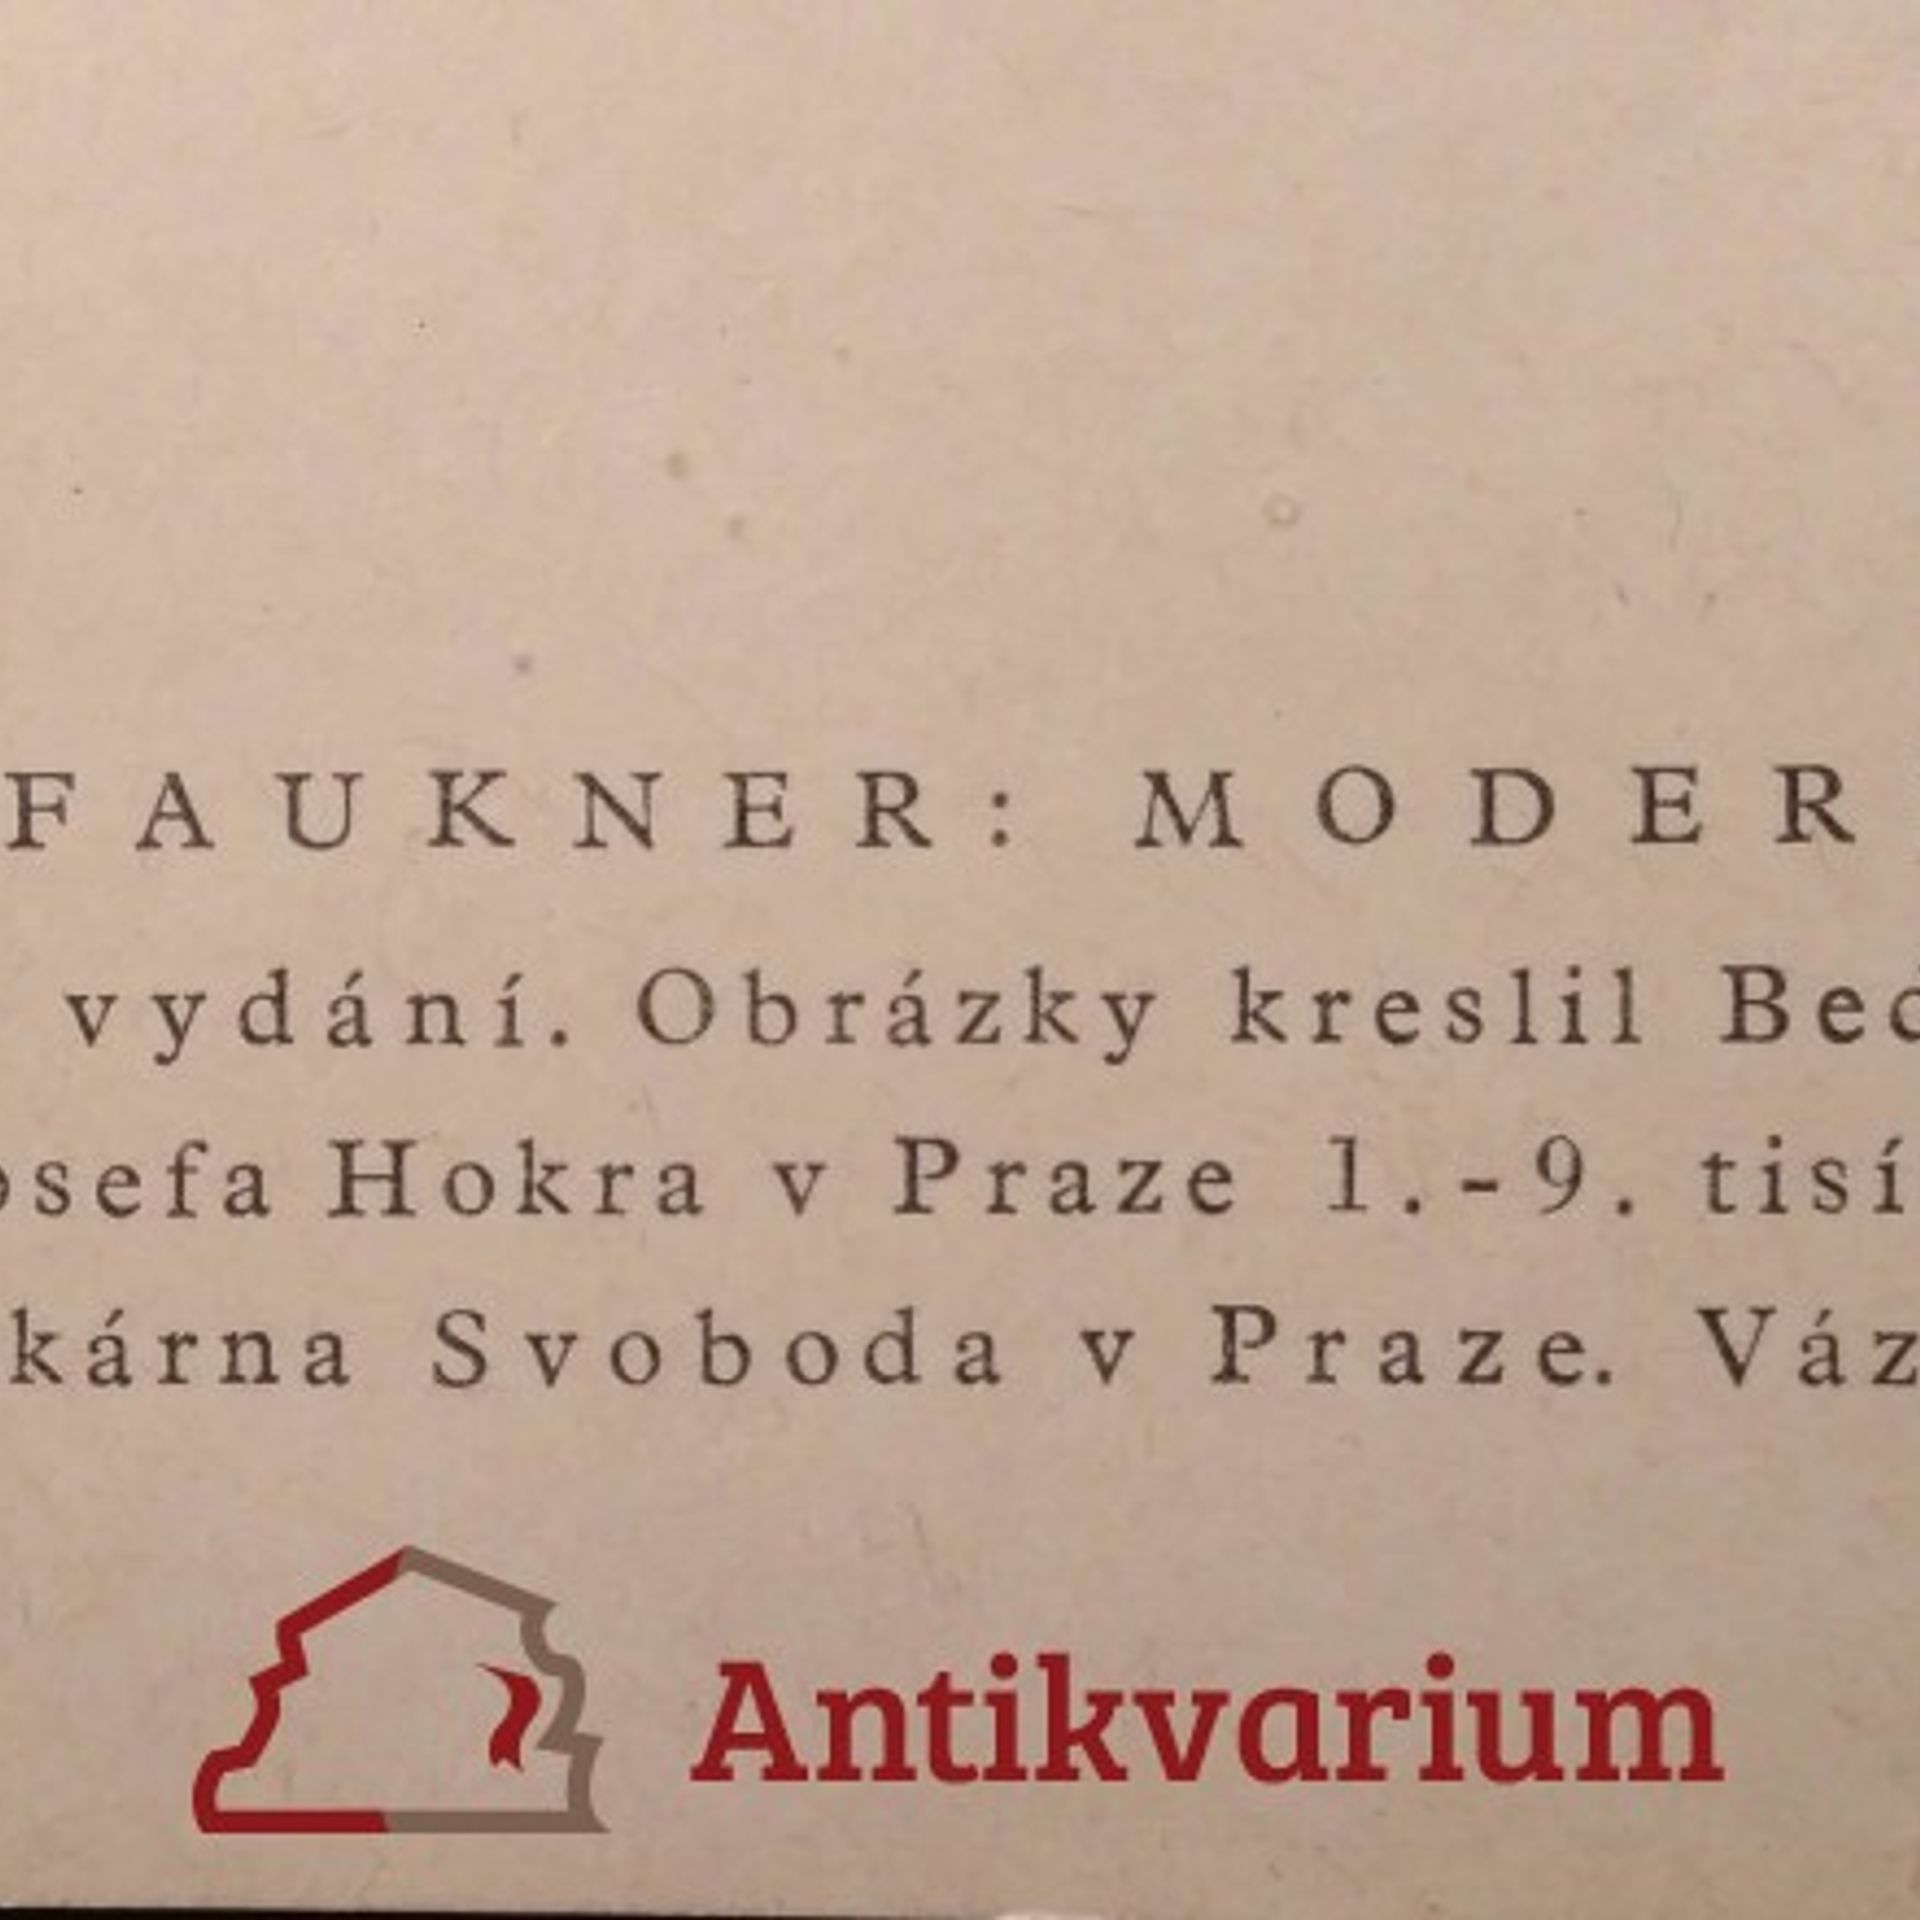 FAUKNER: MODER
vydání. Obrázky kreslil Bed
osefa Hokra v Praze 1.-9. tisí
kárna Svoboda v Praze. Váz
Antikvarium